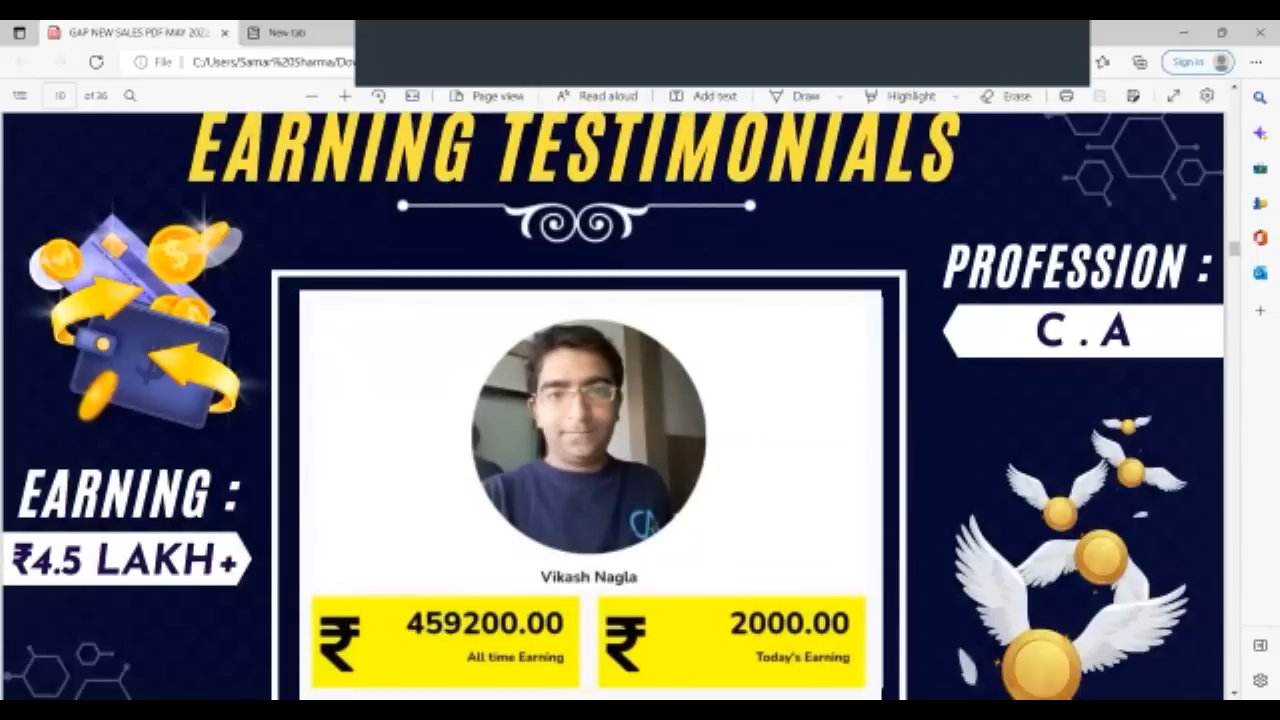 GAP NEW SALES PDF MAY 2022
New tab
File
C:/Users/Samar%20Sharma/Dow
Sign in
10
of 36
Page view
Read aloud
Add text
Draw
Highlight
Erase
EARNING TESTIMONIALS
PROFESSION :
C . A
EARNING :
₹4.5 LAKH+
Vikash Nagla
₹ 459200.00
All time Earning
₹ 2000.00
Today's Earning